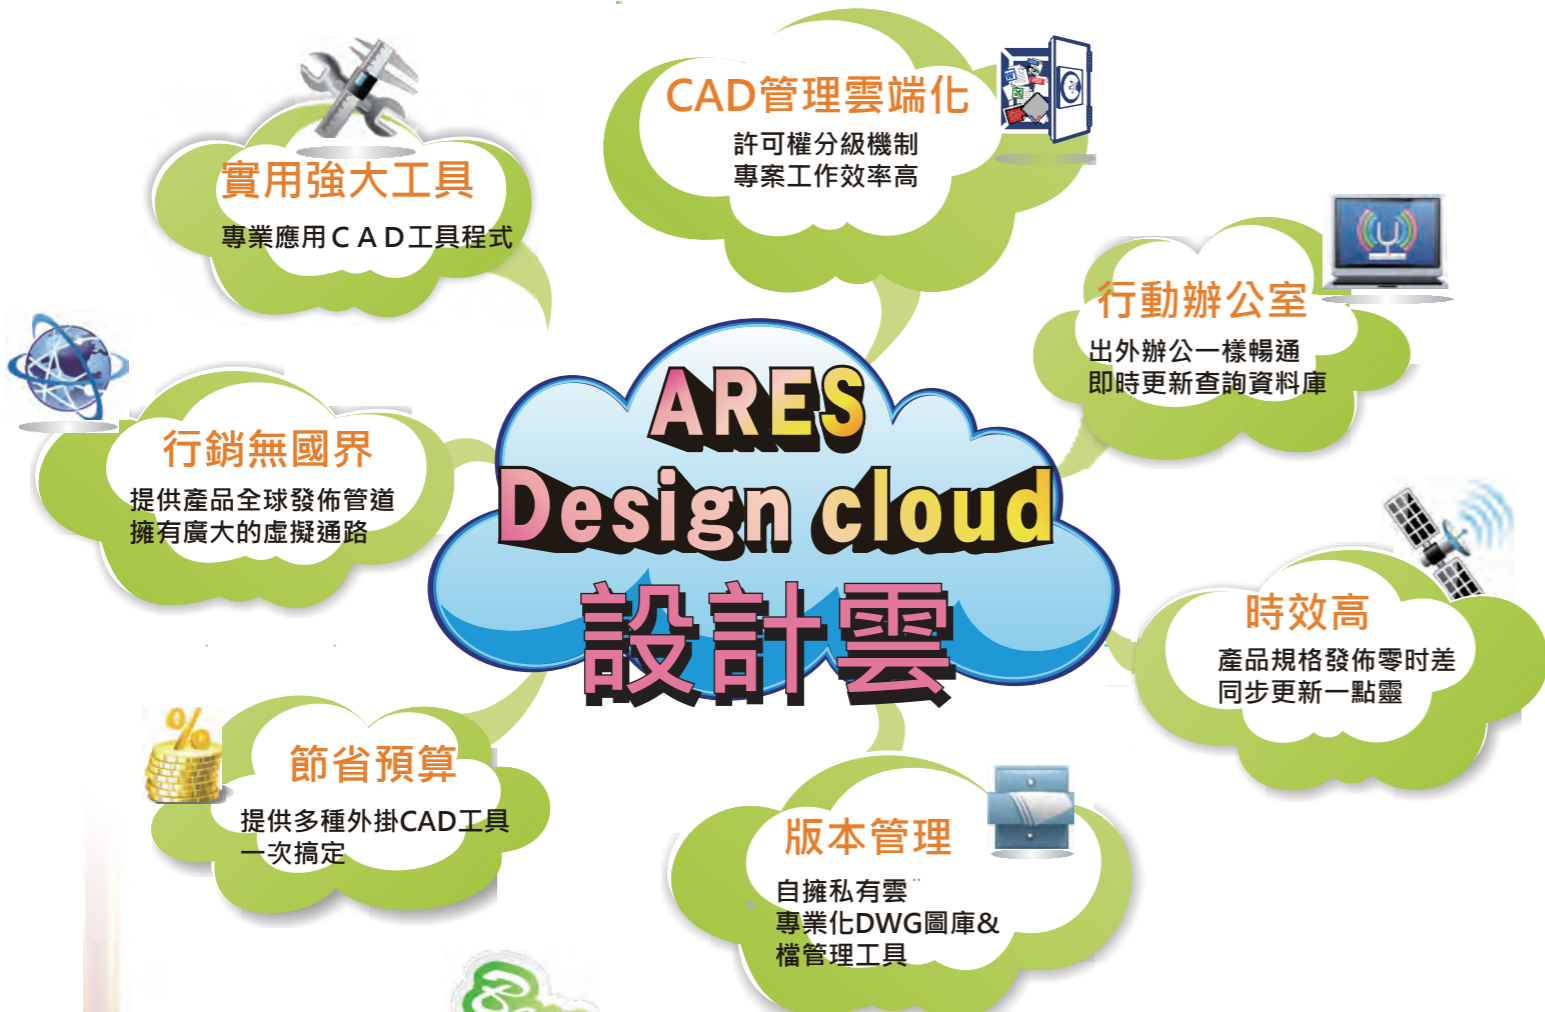 CAD管理雲端化
許可權分級機制
專案工作效率高
實用強大工具
專業應用CAD工具程式
行動辦公室
出外辦公一樣暢通
即時更新查詢資料庫
ARES
Design cloud
設計雲
行銷無國界
提供產品全球發佈管道
擁有廣大的虛擬通路
時效高
產品規格發佈零时差
同步更新一點靈
節省預算
提供多種外掛CAD工具
一次搞定
版本管理
自擁私有雲
專業化DWG圖庫&
檔管理工具